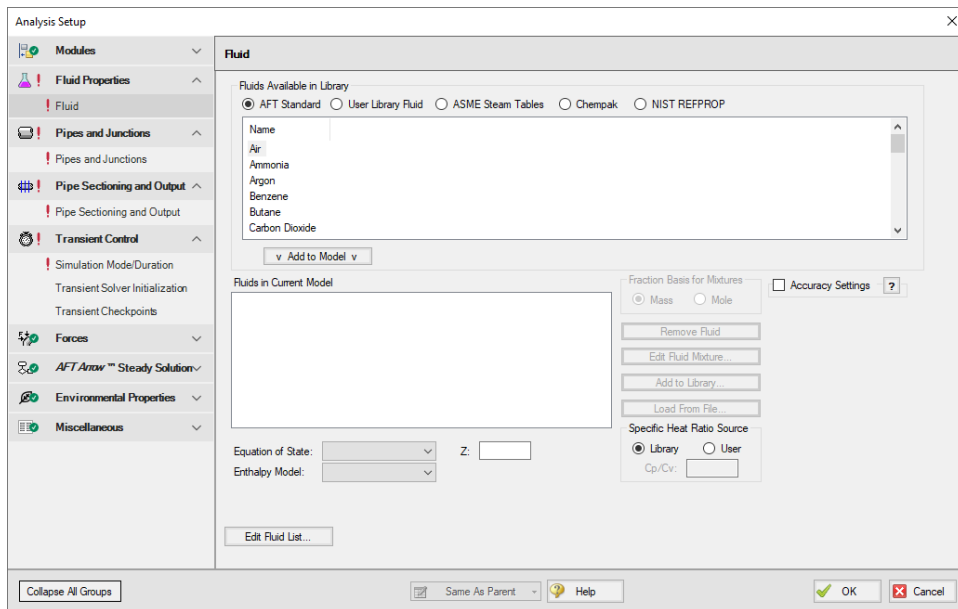 Analysis Setup
Modules
Fluid Properties
Fluid
Pipes and Junctions
Pipes and Junctions
Pipe Sectioning and Output
Pipe Sectioning and Output
Transient Control
Simulation Mode/Duration
Transient Solver Initialization
Transient Checkpoints
Forces
AFT Arrow ™ Steady Solution
Environmental Properties
Miscellaneous
Collapse All Groups
Fluid
Fluids Available in Library
AFT Standard User Library Fluid ASME Steam Tables Chempak NIST REFPROP
Name
Air
Ammonia
Argon
Benzene
Butane
Carbon Dioxide
v Add to Model v
Fluids in Current Model
Fraction Basis for Mixtures
Mass Mole
Accuracy Settings ?
Remove Fluid
Edit Fluid Mixture...
Add to Library...
Load From File...
Specific Heat Ratio Source
Library User
Cp/Cv:
Equation of State: Z:
Enthalpy Model:
Edit Fluid List...
Same As Parent Help OK Cancel